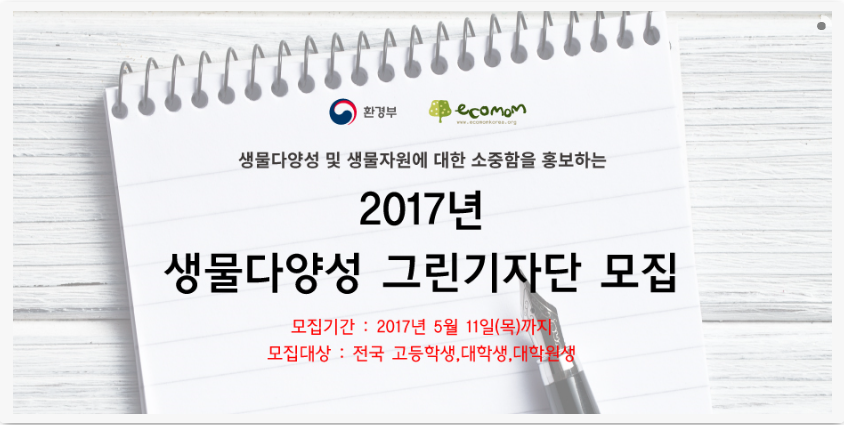 환경부 ecomom
www.ecomomkorea.org
생물다양성 및 생물자원에 대한 소중함을 홍보하는
2017년
생물다양성 그린기자단 모집
모집기간 : 2017년 5월 11일(목)까지
모집대상 : 전국 고등학생,대학생,대학원생